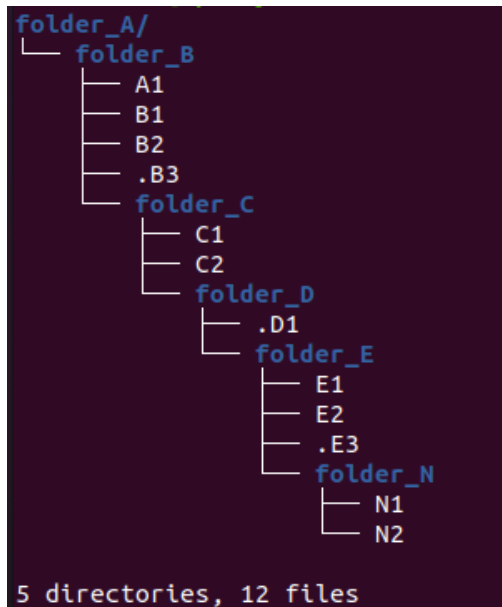 folder_A/
└── folder_B
    ├── A1
    ├── B1
    ├── B2
    ├── .B3
    └── folder_C
        ├── C1
        ├── C2
        └── folder_D
            ├── .D1
            └── folder_E
                ├── E1
                ├── E2
                ├── .E3
                └── folder_N
                    ├── N1
                    └── N2
5 directories, 12 files